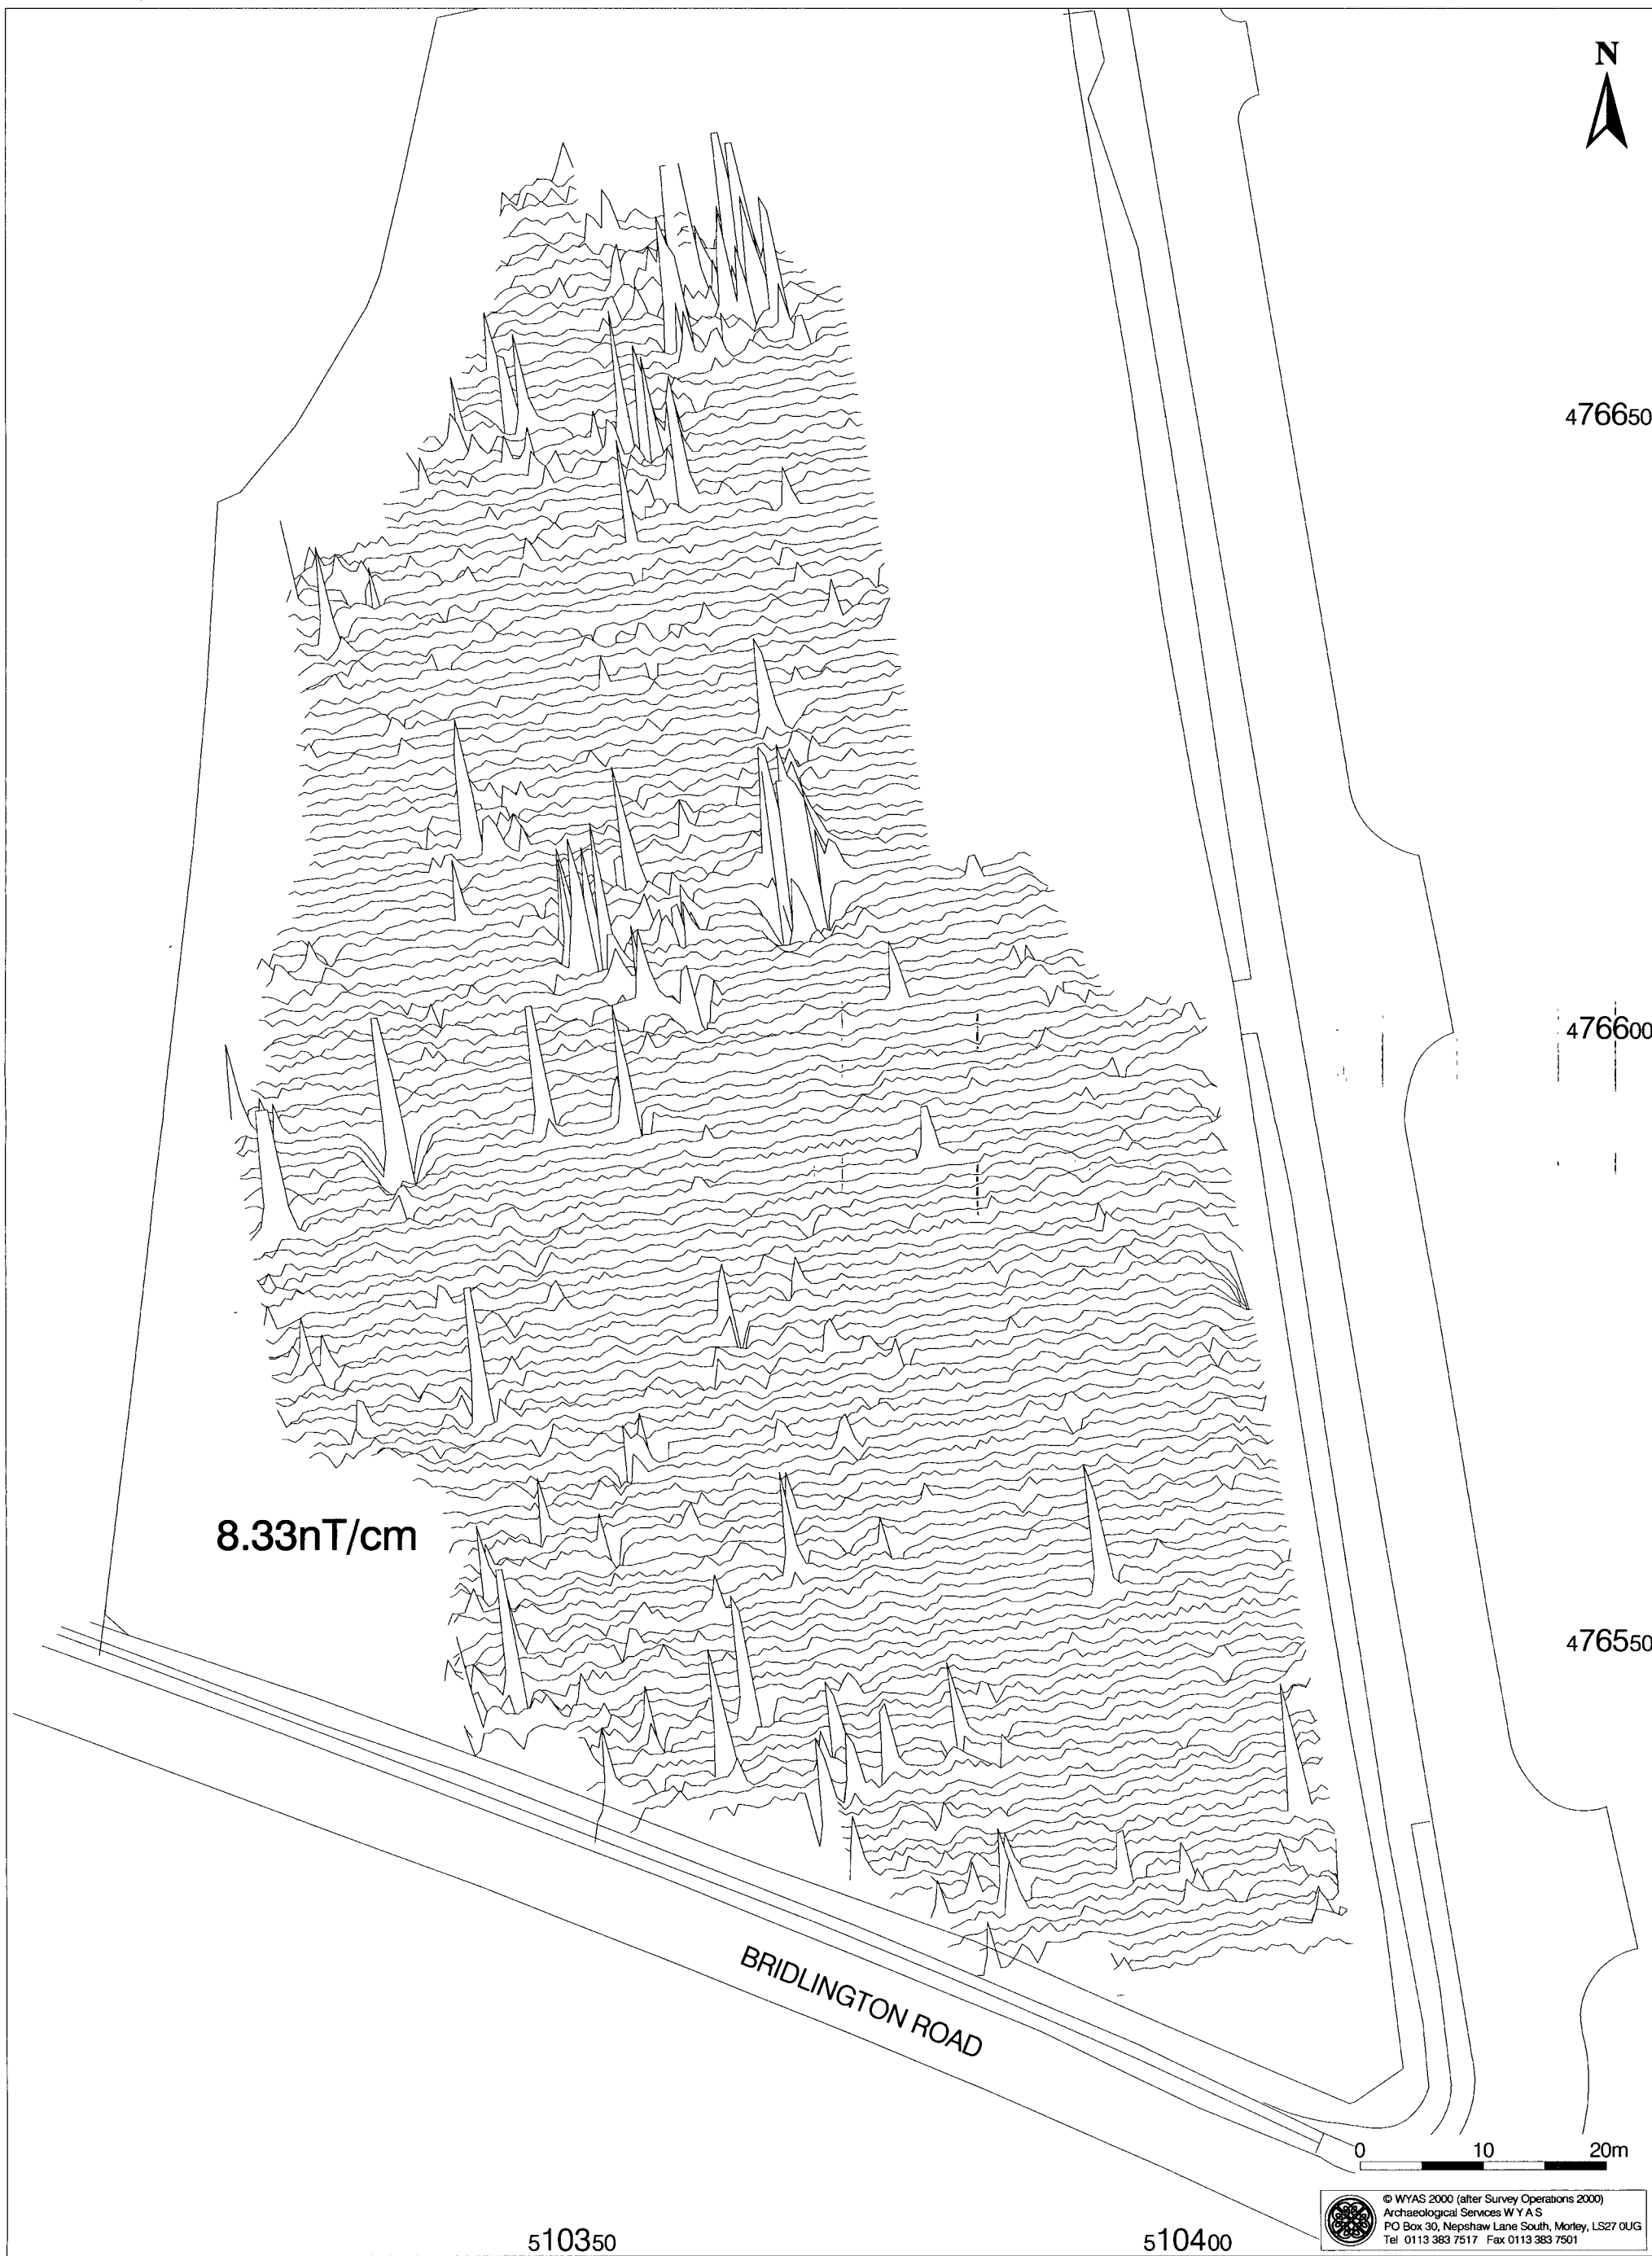 N
476650
476600
8.33nT/cm
476550
BRIDLINGTON ROAD
0 10 20m
© WYAS 2000 (after Survey Operations 2000)
Archaeological Services W Y A S
PO Box 30, Nepshaw Lane South, Morley, LS27 0UG
Tel 0113 383 7517 Fax 0113 383 7501
510350 510400